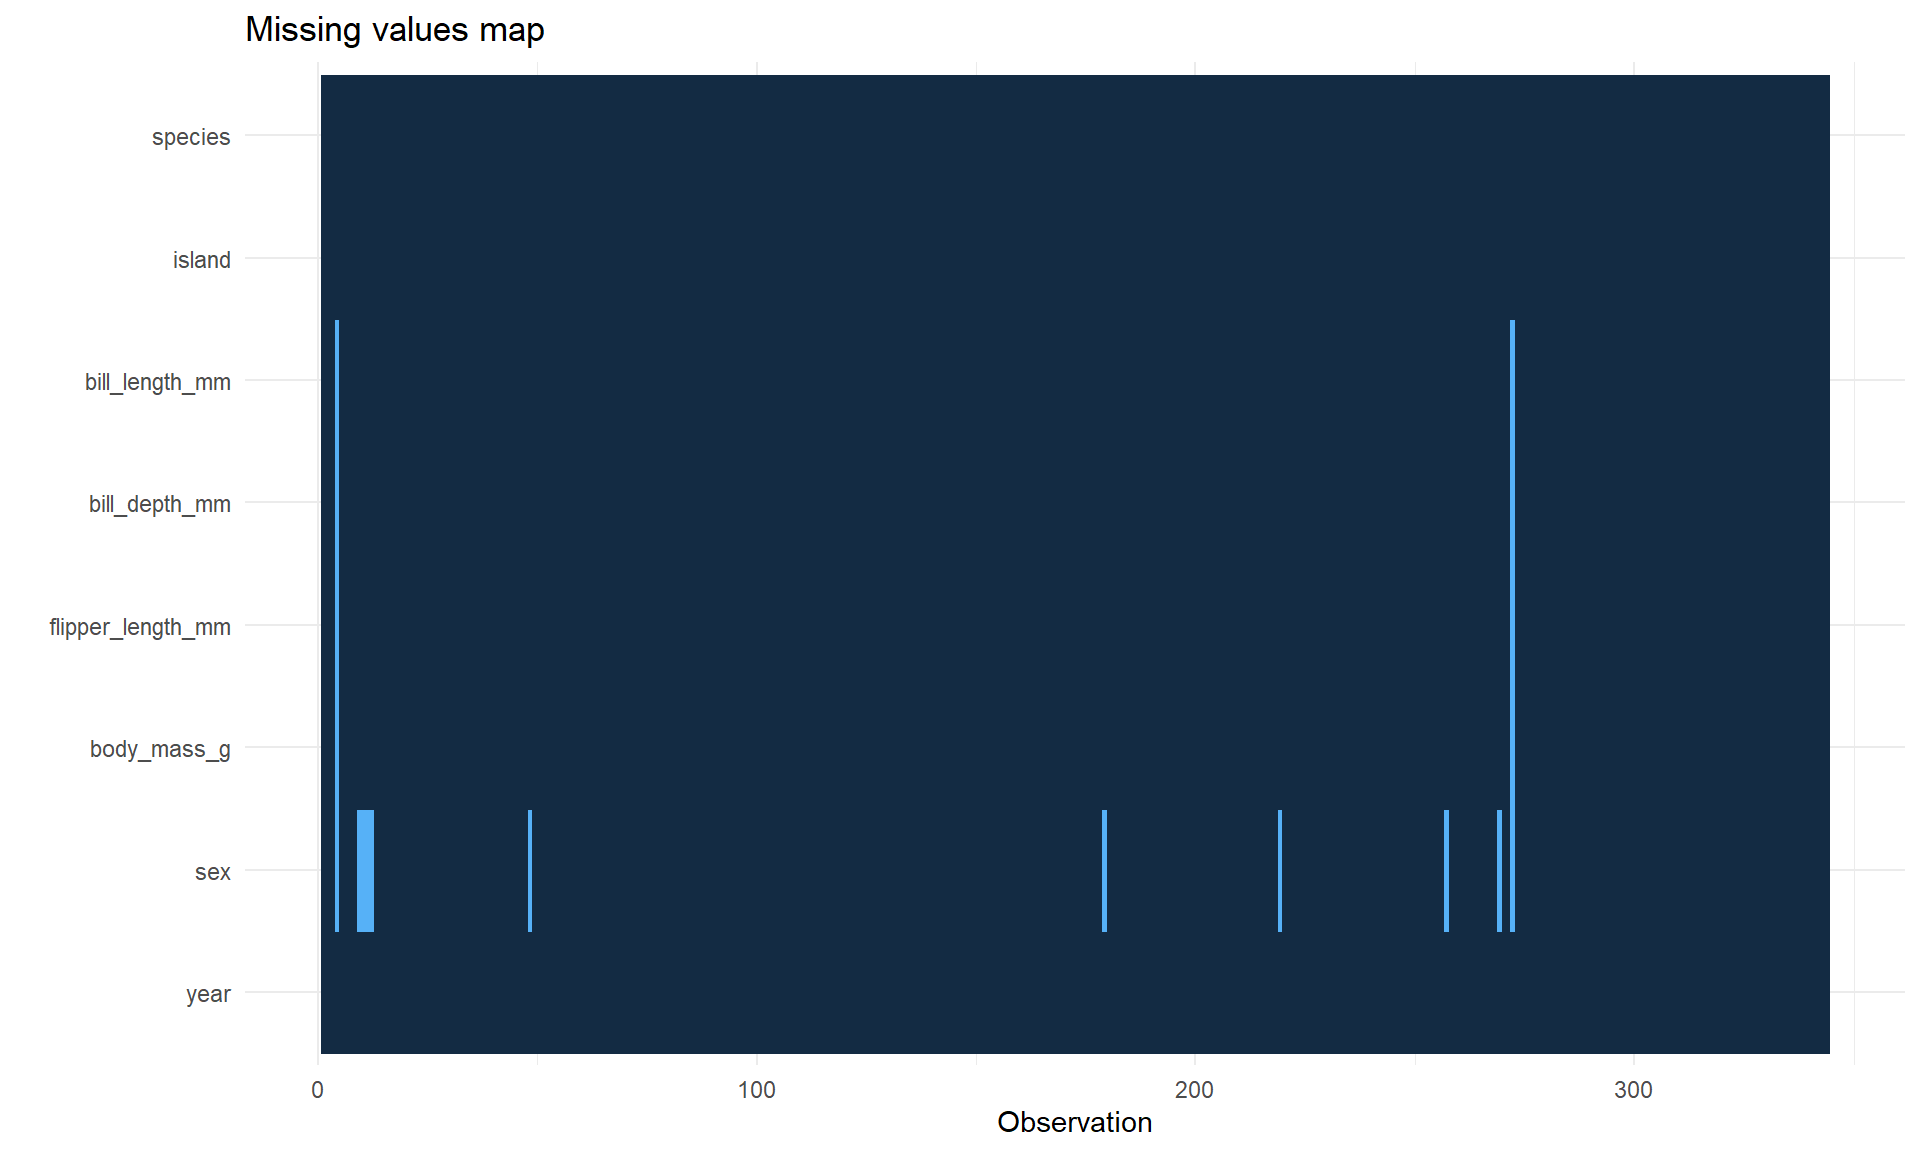 Missing values map
species
island
bill_length_mm
bill_depth_mm
flipper_length_mm
body_mass_g
sex
year
0 100 200 300
Observation